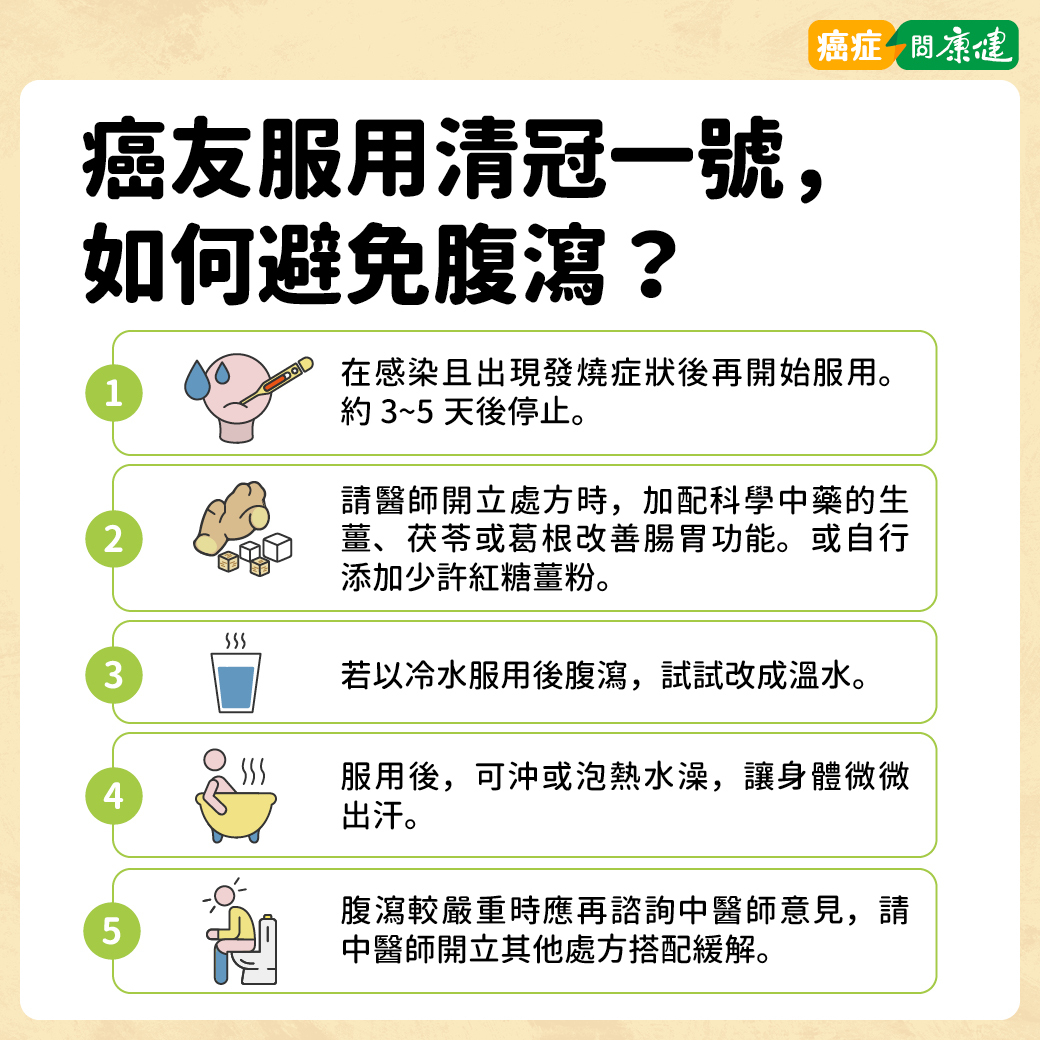 癌症問康健
癌友服用清冠一號，
如何避免腹瀉？
1
在感染且出現發燒症狀後再開始服用。
約 3~5 天後停止。
2
請醫師開立處方時，加配科學中藥的生
薑、茯苓或葛根改善腸胃功能。或自行
添加少許紅糖薑粉。
3
若以冷水服用後腹瀉，試試改成溫水。
4
服用後，可沖或泡熱水澡，讓身體微微
出汗。
5
腹瀉較嚴重時應再諮詢中醫師意見，請
中醫師開立其他處方搭配緩解。